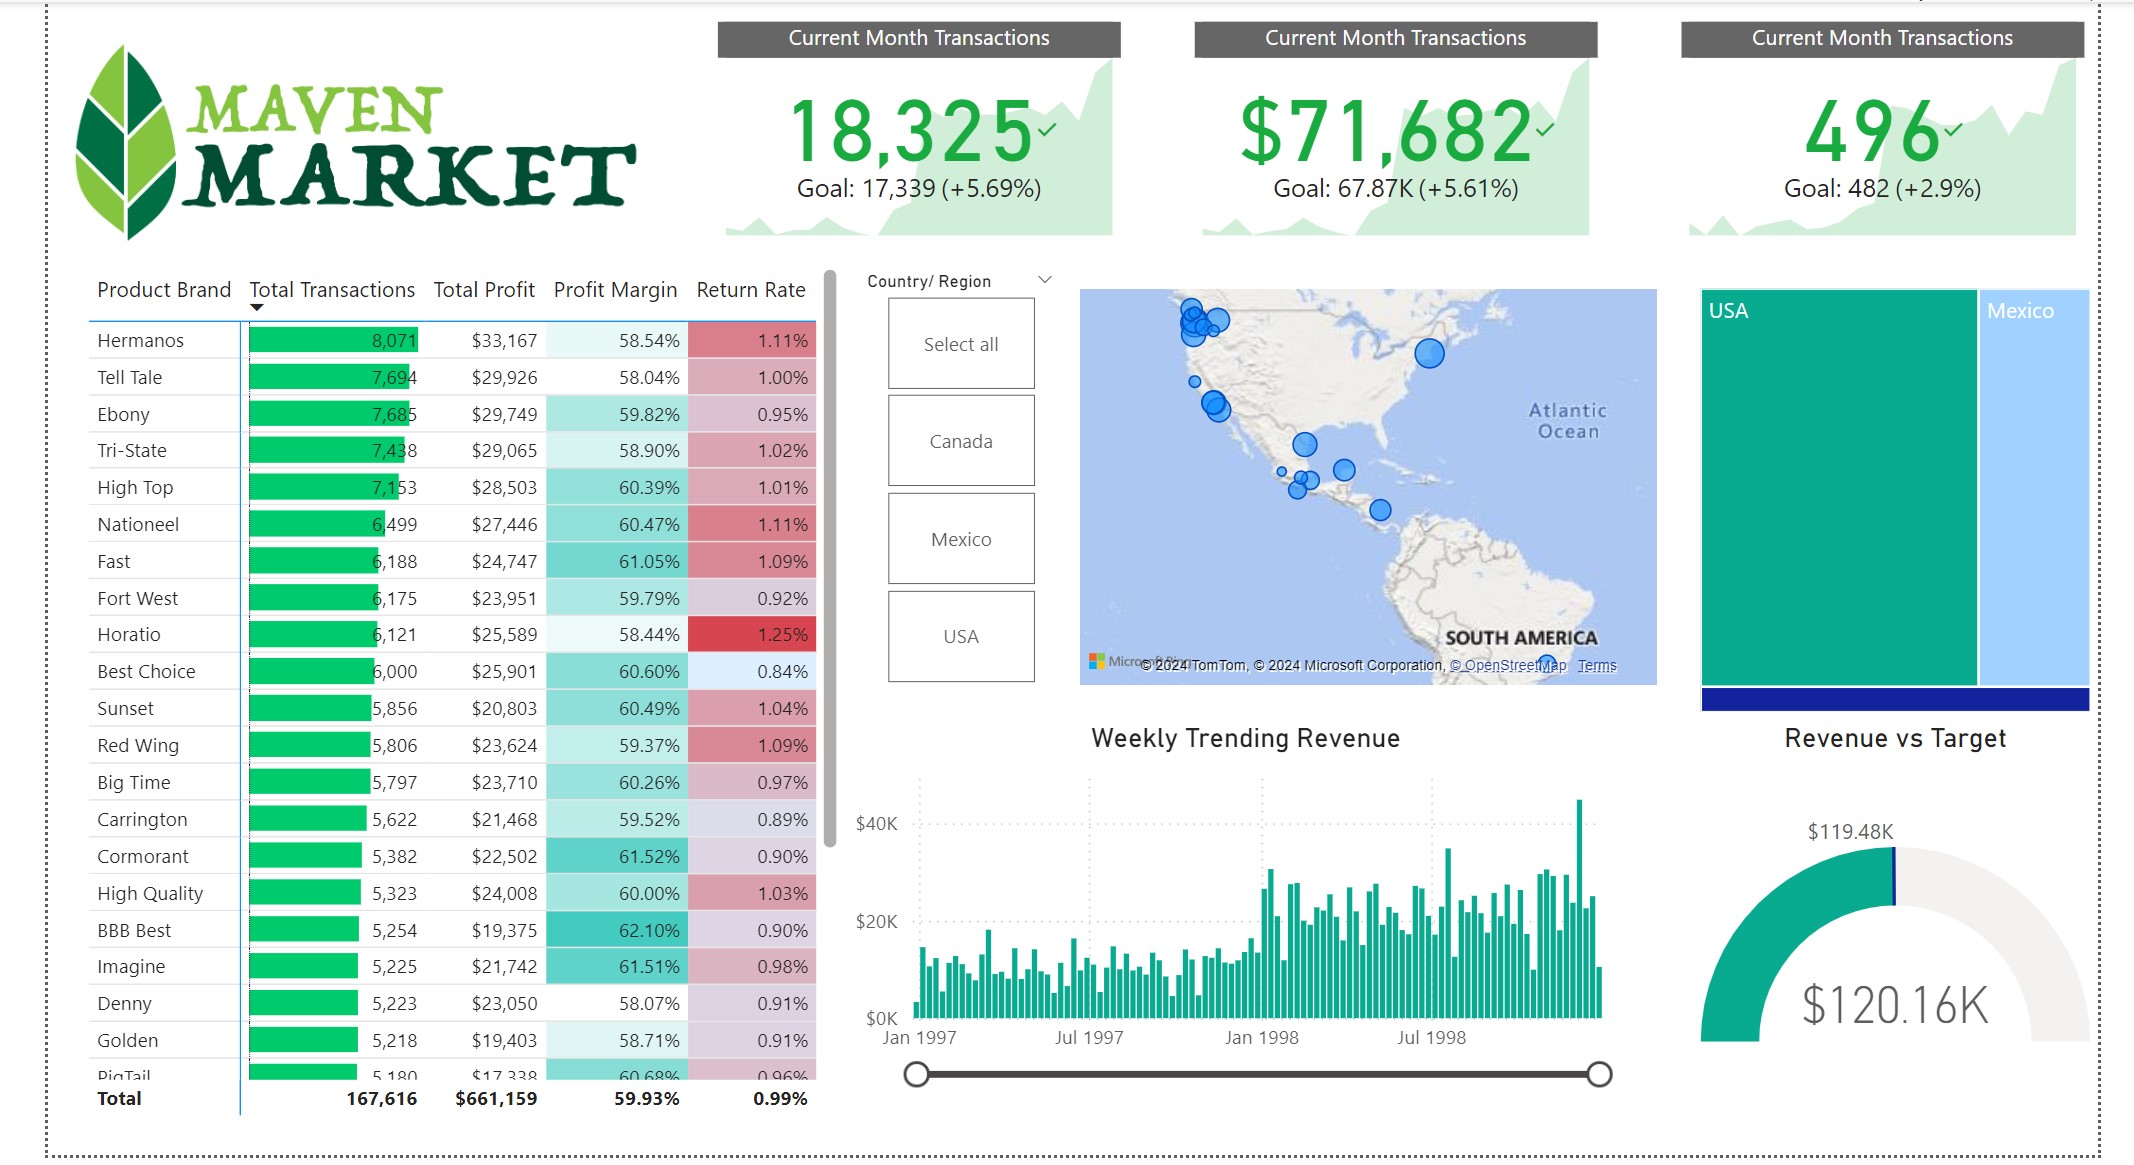 MAVEN
MARKET
Current Month Transactions
18,325
Goal: 17,339 (+5.69%)
Current Month Transactions
$71,682
Goal: 67.87K (+5.61%)
Current Month Transactions
496
Goal: 482 (+2.9%)
Product Brand Total Transactions Total Profit Profit Margin Return Rate
Hermanos 8,071 $33,167 58.54% 1.11%
Tell Tale 7,694 $29,926 58.04% 1.00%
Ebony 7,685 $29,749 59.82% 0.95%
Tri-State 7,438 $29,065 58.90% 1.02%
High Top 7,153 $28,503 60.39% 1.01%
Nationeel 6,499 $27,446 60.47% 1.11%
Fast 6,188 $24,747 61.05% 1.09%
Fort West 6,175 $23,951 59.79% 0.92%
Horatio 6,121 $25,589 58.44% 1.25%
Best Choice 6,000 $25,901 60.60% 0.84%
Sunset 5,856 $20,803 60.49% 1.04%
Red Wing 5,806 $23,624 59.37% 1.09%
Big Time 5,797 $23,710 60.26% 0.97%
Carrington 5,622 $21,468 59.52% 0.89%
Cormorant 5,382 $22,502 61.52% 0.90%
High Quality 5,323 $24,008 60.00% 1.03%
BBB Best 5,254 $19,375 62.10% 0.90%
Imagine 5,225 $21,742 61.51% 0.98%
Denny 5,223 $23,050 58.07% 0.91%
Golden 5,218 $19,403 58.71% 0.91%
PigTail 5,180 $17,338 60.68% 0.96%
Total 167,616 $661,159 59.93% 0.99%
Country/ Region
Select all
Canada
Mexico
USA
Atlantic
Ocean
SOUTH AMERICA
© 2024 TomTom, © 2024 Microsoft Corporation, © OpenStreetMap Terms
USA
Mexico
Weekly Trending Revenue
$40K
$20K
$0K
Jan 1997 Jul 1997 Jan 1998 Jul 1998
Revenue vs Target
$119.48K
$120.16K